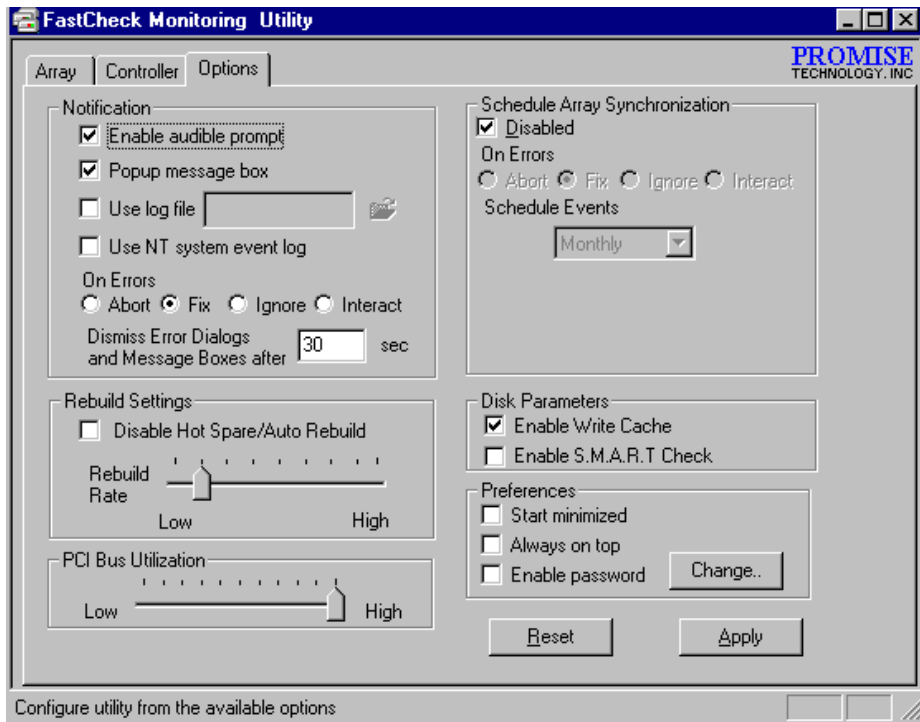 FastCheck Monitoring Utility
PROMISE
TECHNOLOGY, INC
Array
Controller
Options
Notification
Enable audible prompt
Popup message box
Use log file
Use NT system event log
On Errors
Abort Fix Ignore Interact
Dismiss Error Dialogs
and Message Boxes after 30 sec
Schedule Array Synchronization
Disabled
On Errors
Abort Fix Ignore Interact
Schedule Events
Monthly
Rebuild Settings
Disable Hot Spare/Auto Rebuild
Rebuild
Rate
Low High
PCI Bus Utilization
Low High
Disk Parameters
Enable Write Cache
Enable S.M.A.R.T Check
Preferences
Start minimized
Always on top
Enable password
Change..
Reset
Apply
Configure utility from the available options